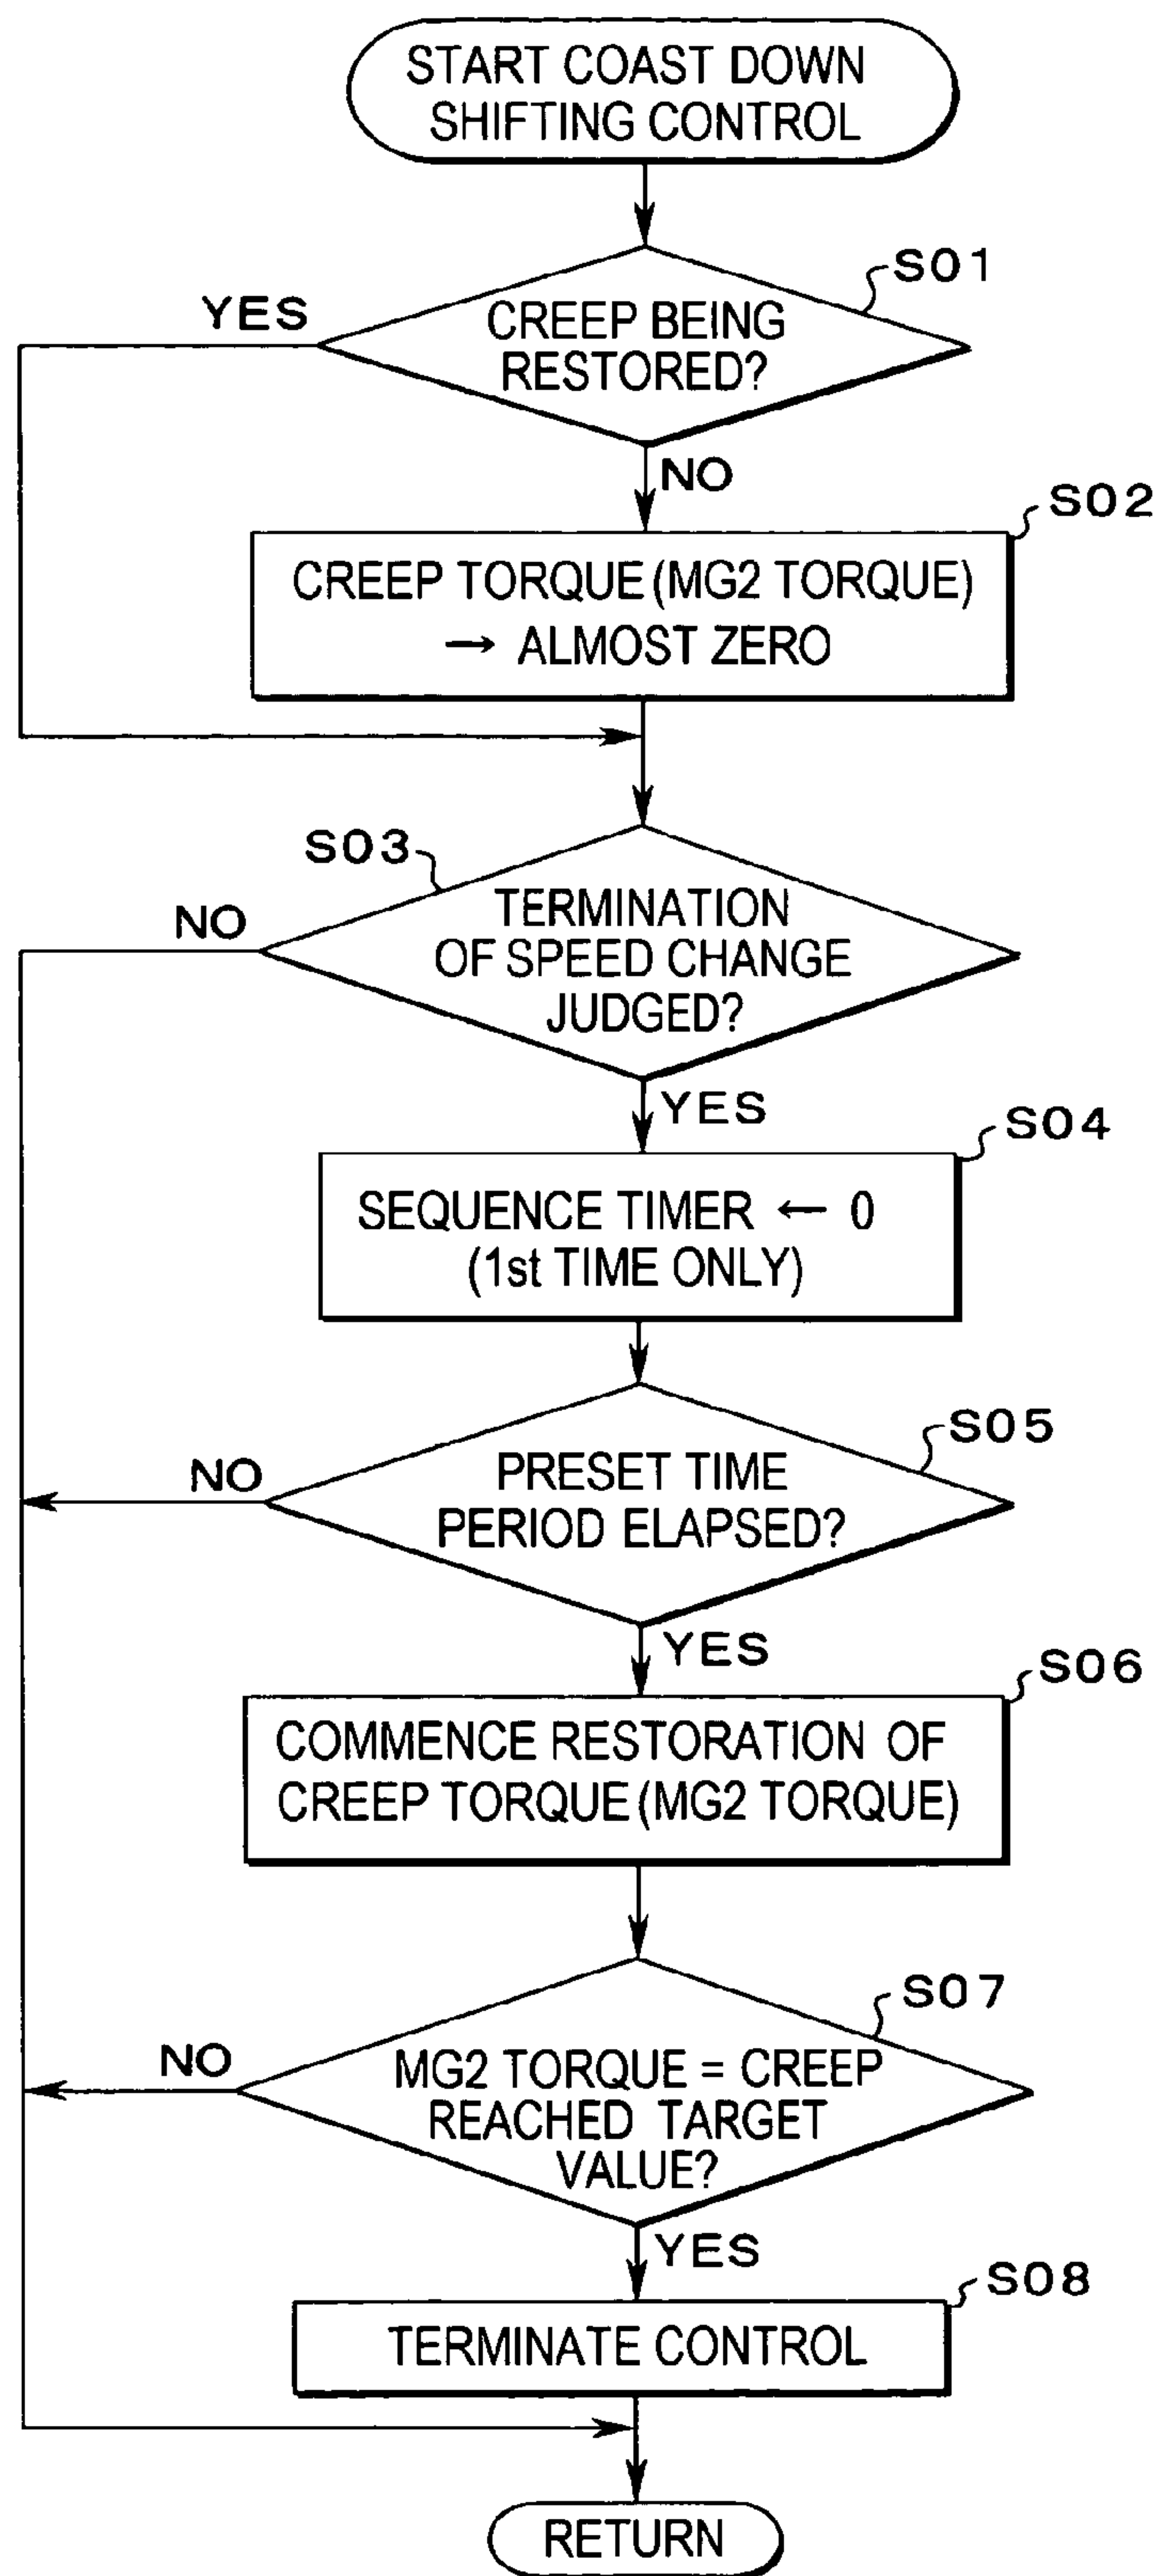 START COAST DOWN
SHIFTING CONTROL
S01
YES
CREEP BEING
RESTORED?
NO
S02
CREEP TORQUE (MG2 TORQUE)
→ ALMOST ZERO
S03
NO
TERMINATION
OF SPEED CHANGE
JUDGED?
YES
S04
SEQUENCE TIMER ← 0
(1st TIME ONLY)
S05
NO
PRESET TIME
PERIOD ELAPSED?
YES
S06
COMMENCE RESTORATION OF
CREEP TORQUE (MG2 TORQUE)
S07
NO
MG2 TORQUE = CREEP
REACHED TARGET
VALUE?
YES
S08
TERMINATE CONTROL
RETURN